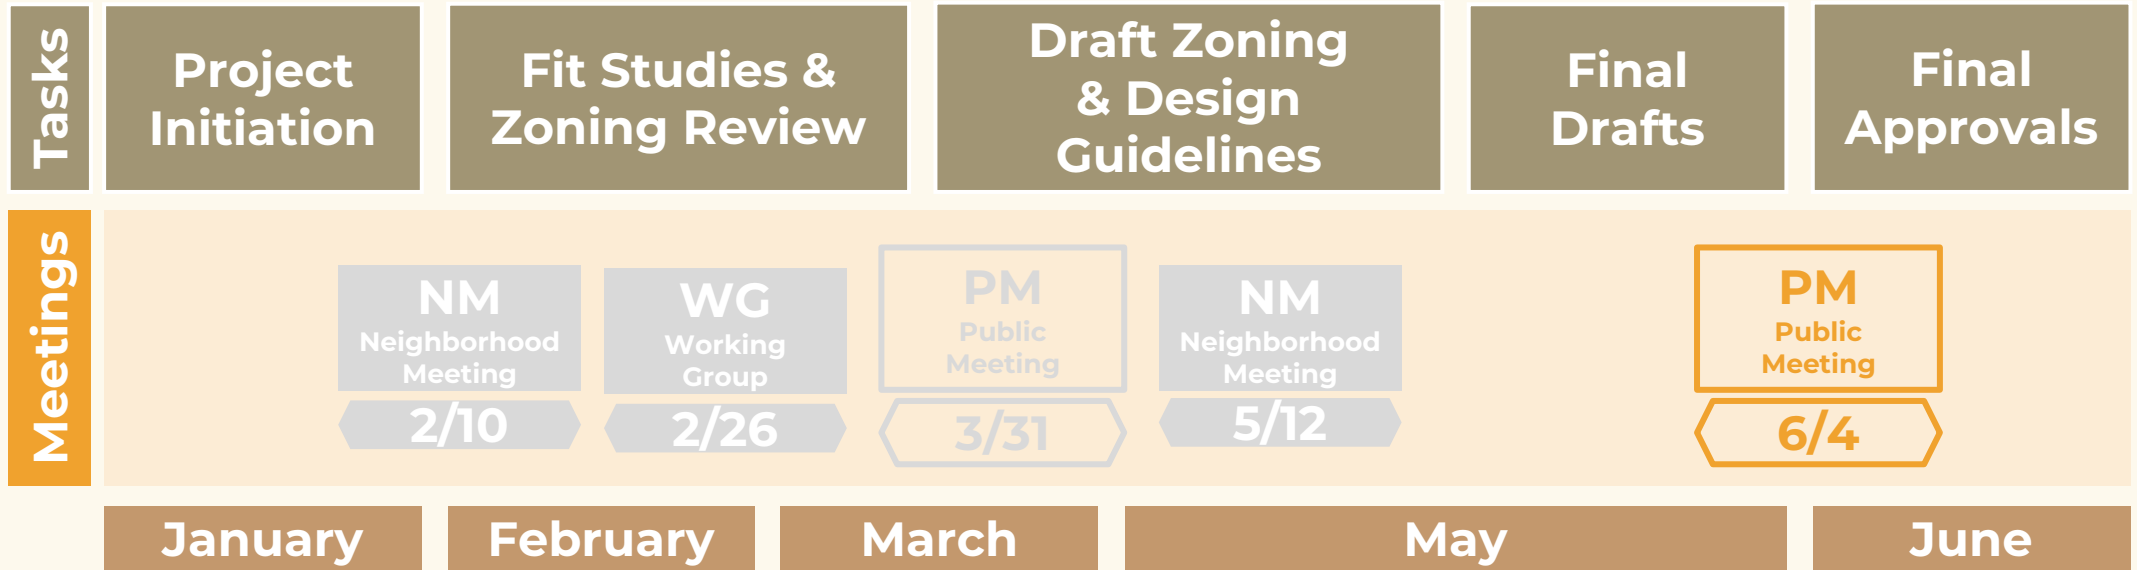 Tasks
Project
Initiation
Fit Studies &
Zoning Review
Draft Zoning
& Design
Guidelines
Final
Drafts
Final
Approvals
Meetings
NM
Neighborhood
Meeting
2/10
WG
Working
Group
2/26
PM
Public
Meeting
3/31
NM
Neighborhood
Meeting
5/12
PM
Public
Meeting
6/4
January
February
March
May
June